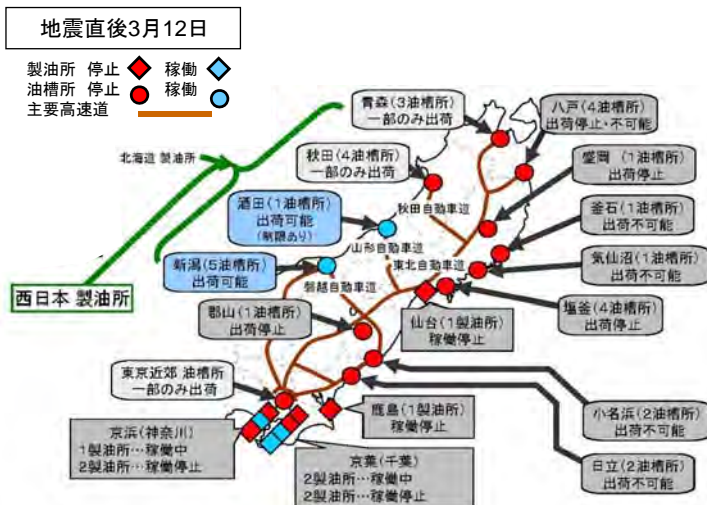 地震直後3月12日
製油所 停止 稼働
油槽所 停止 稼働
主要高速道
北海道 製油所
西日本 製油所
青森(3油槽所)
一部のみ出荷
八戸(4油槽所)
出荷停止・不可能
秋田(4油槽所)
一部のみ出荷
盛岡 (1油槽所)
出荷停止
酒田(1油槽所)
出荷可能
(制限あり)
秋田自動車道
釜石(1油槽所)
出荷不可能
山形自動車道
新潟(5油槽所)
出荷可能
東北自動車道
気仙沼(1油槽所)
出荷不可能
磐越自動車道
郡山(1油槽所)
出荷停止
仙台(1製油所)
稼働停止
塩釜(4油槽所)
出荷停止
東京近郊 油槽所
一部のみ出荷
鹿島(1製油所)
稼働停止
小名浜(2油槽所)
出荷不可能
京浜(神奈川)
1製油所…稼働中
2製油所…稼働停止
京葉(千葉)
2製油所…稼働中
2製油所…稼働停止
日立(2油槽所)
出荷不可能